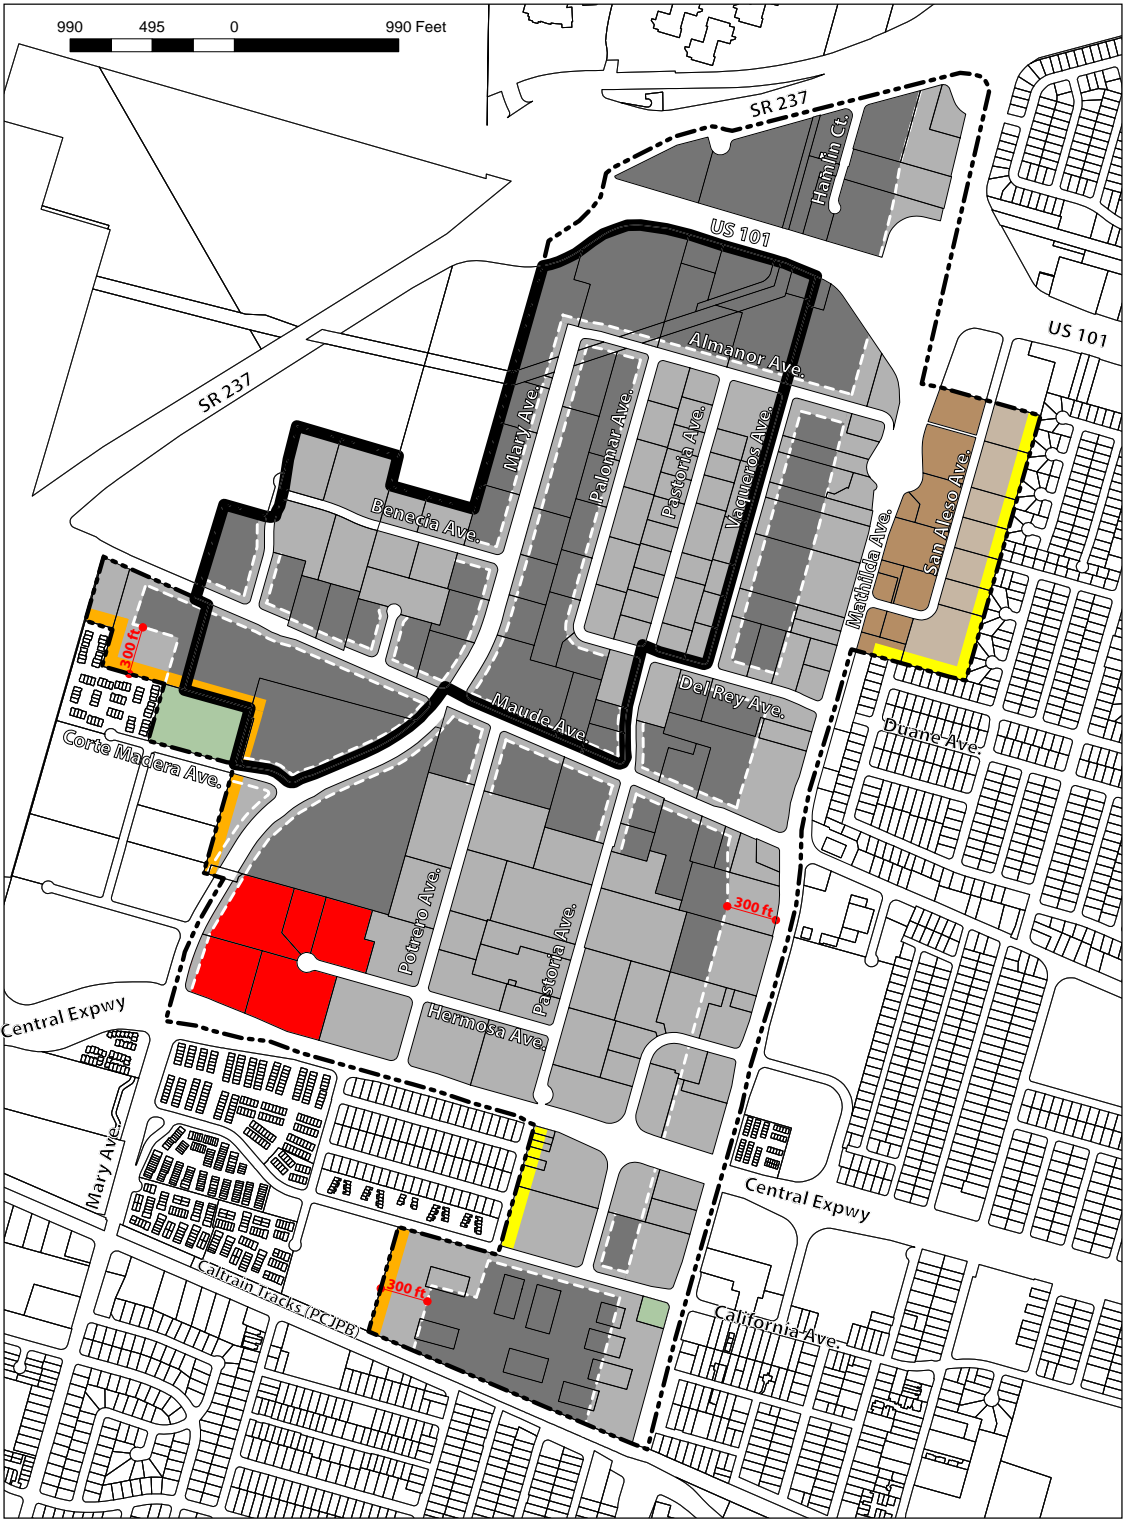 990 495 0 990 Feet
SR 237
Hamlin Ct.
US 101
US 101
Almanor Ave.
SR 237
Mary Ave.
Palomar Ave.
Pastoria Ave.
Vaqueros Ave.
San Aleso Ave.
Benecia Ave.
Mathilda Ave.
300 ft
Del Rey Ave.
Maude Ave.
Duane Ave.
Corte Madera Ave.
Potrero Ave.
Pastoria Ave.
300 ft
Hermosa Ave.
Central Expwy
Mary Ave.
Central Expwy
Caltrain Tracks (PCJPB)
300 ft
California Ave.